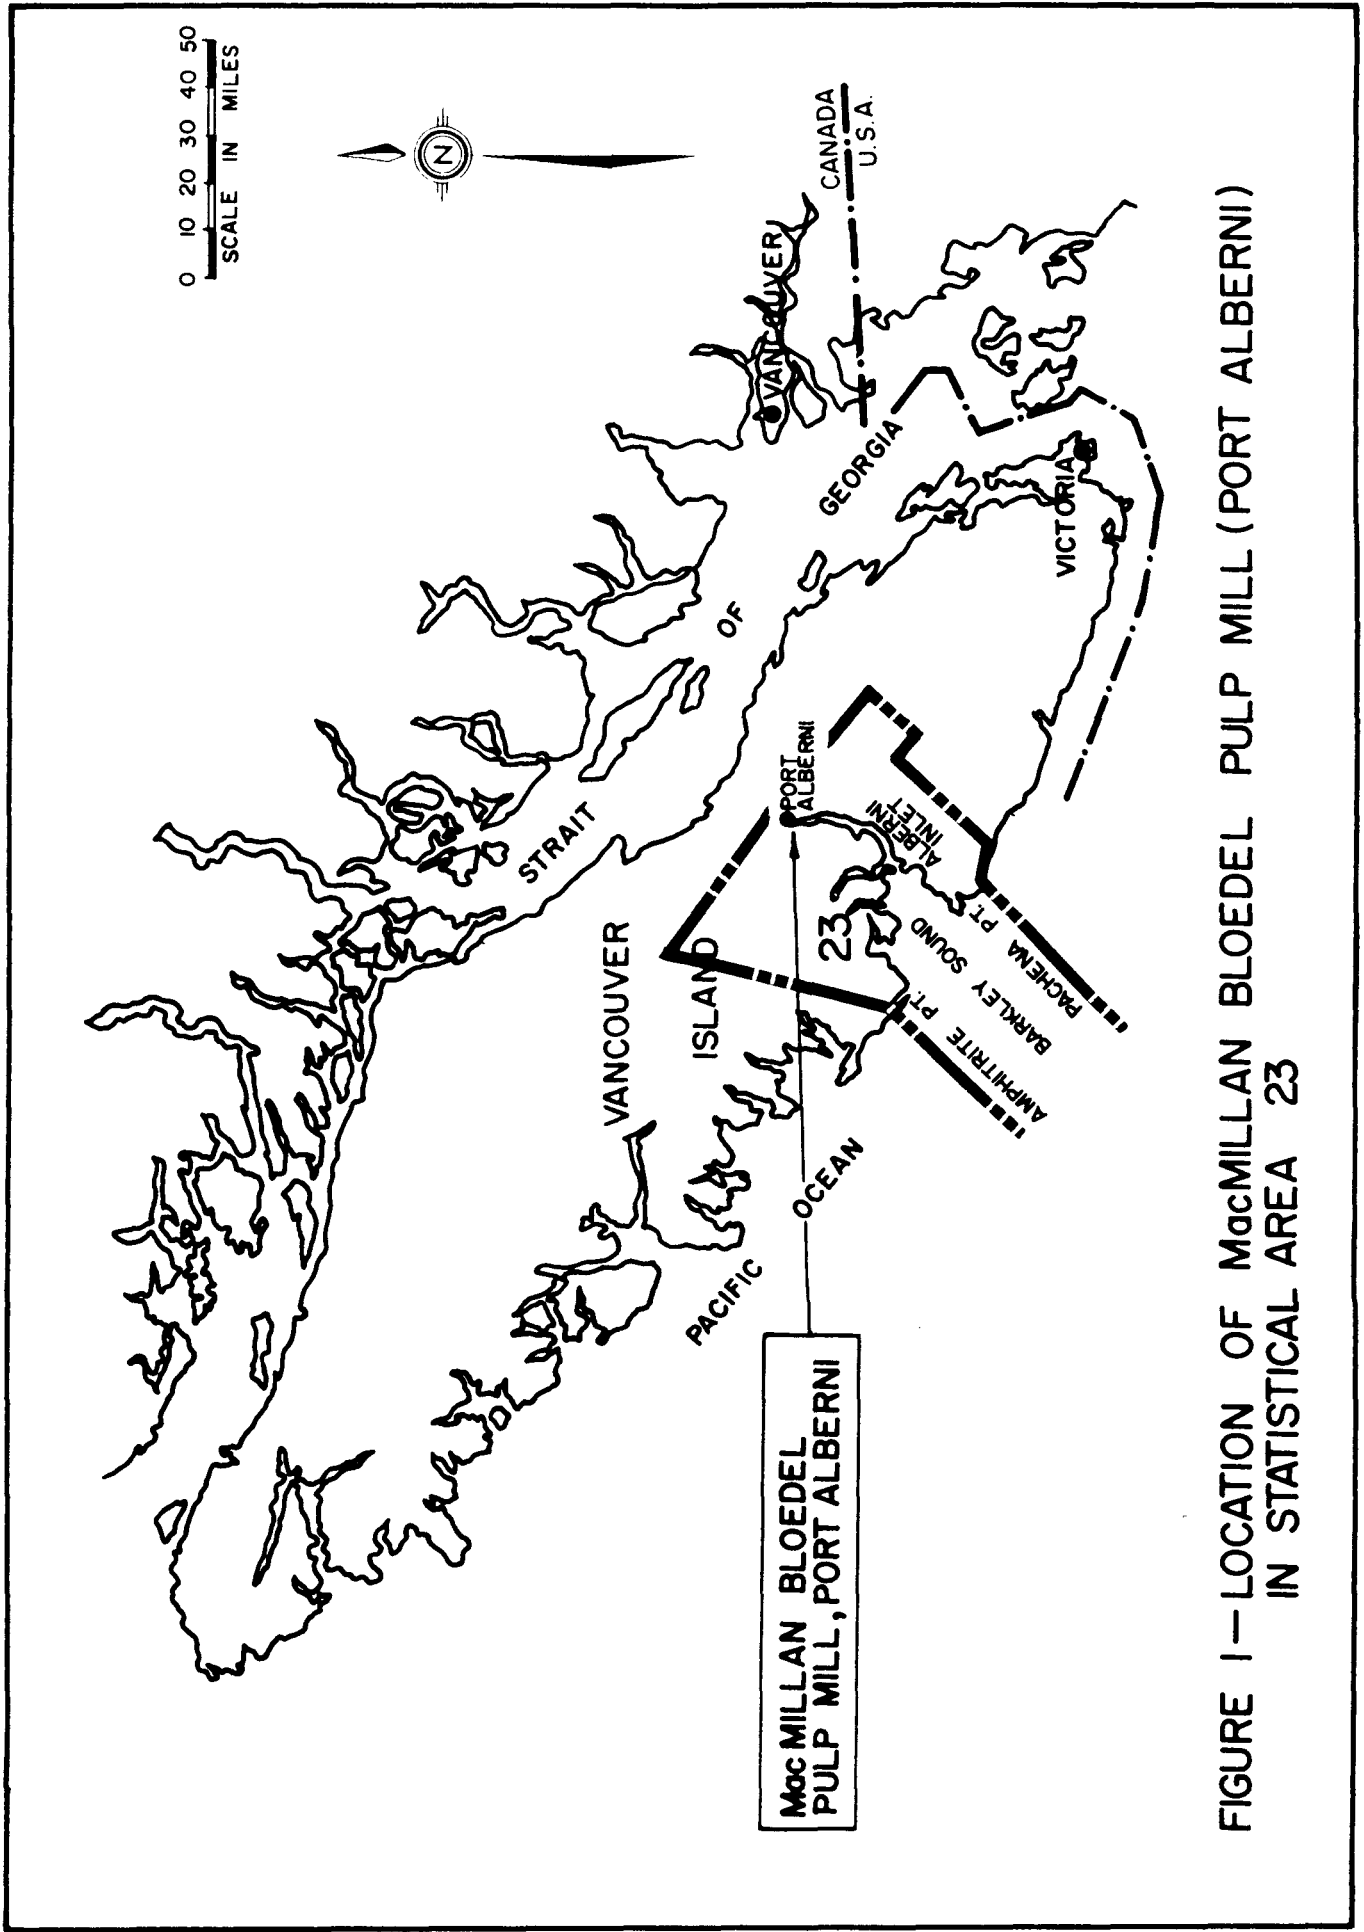 0 10 20 30 40 50
SCALE IN MILES
N
CANADA
U.S.A.
VANCOUVER
STRAIT
OF
GEORGIA
VICTORIA
VANCOUVER
ISLAND
PORT
ALBERNI
ALBERNI
INLET
23
BARKLEY SOUND
PACHENA PT.
AMPHITRITE PT.
PACIFIC
OCEAN
MacMILLAN BLOEDEL
PULP MILL, PORT ALBERNI
FIGURE 1—LOCATION OF MacMILLAN BLOEDEL PULP MILL (PORT ALBERNI)
IN STATISTICAL AREA 23